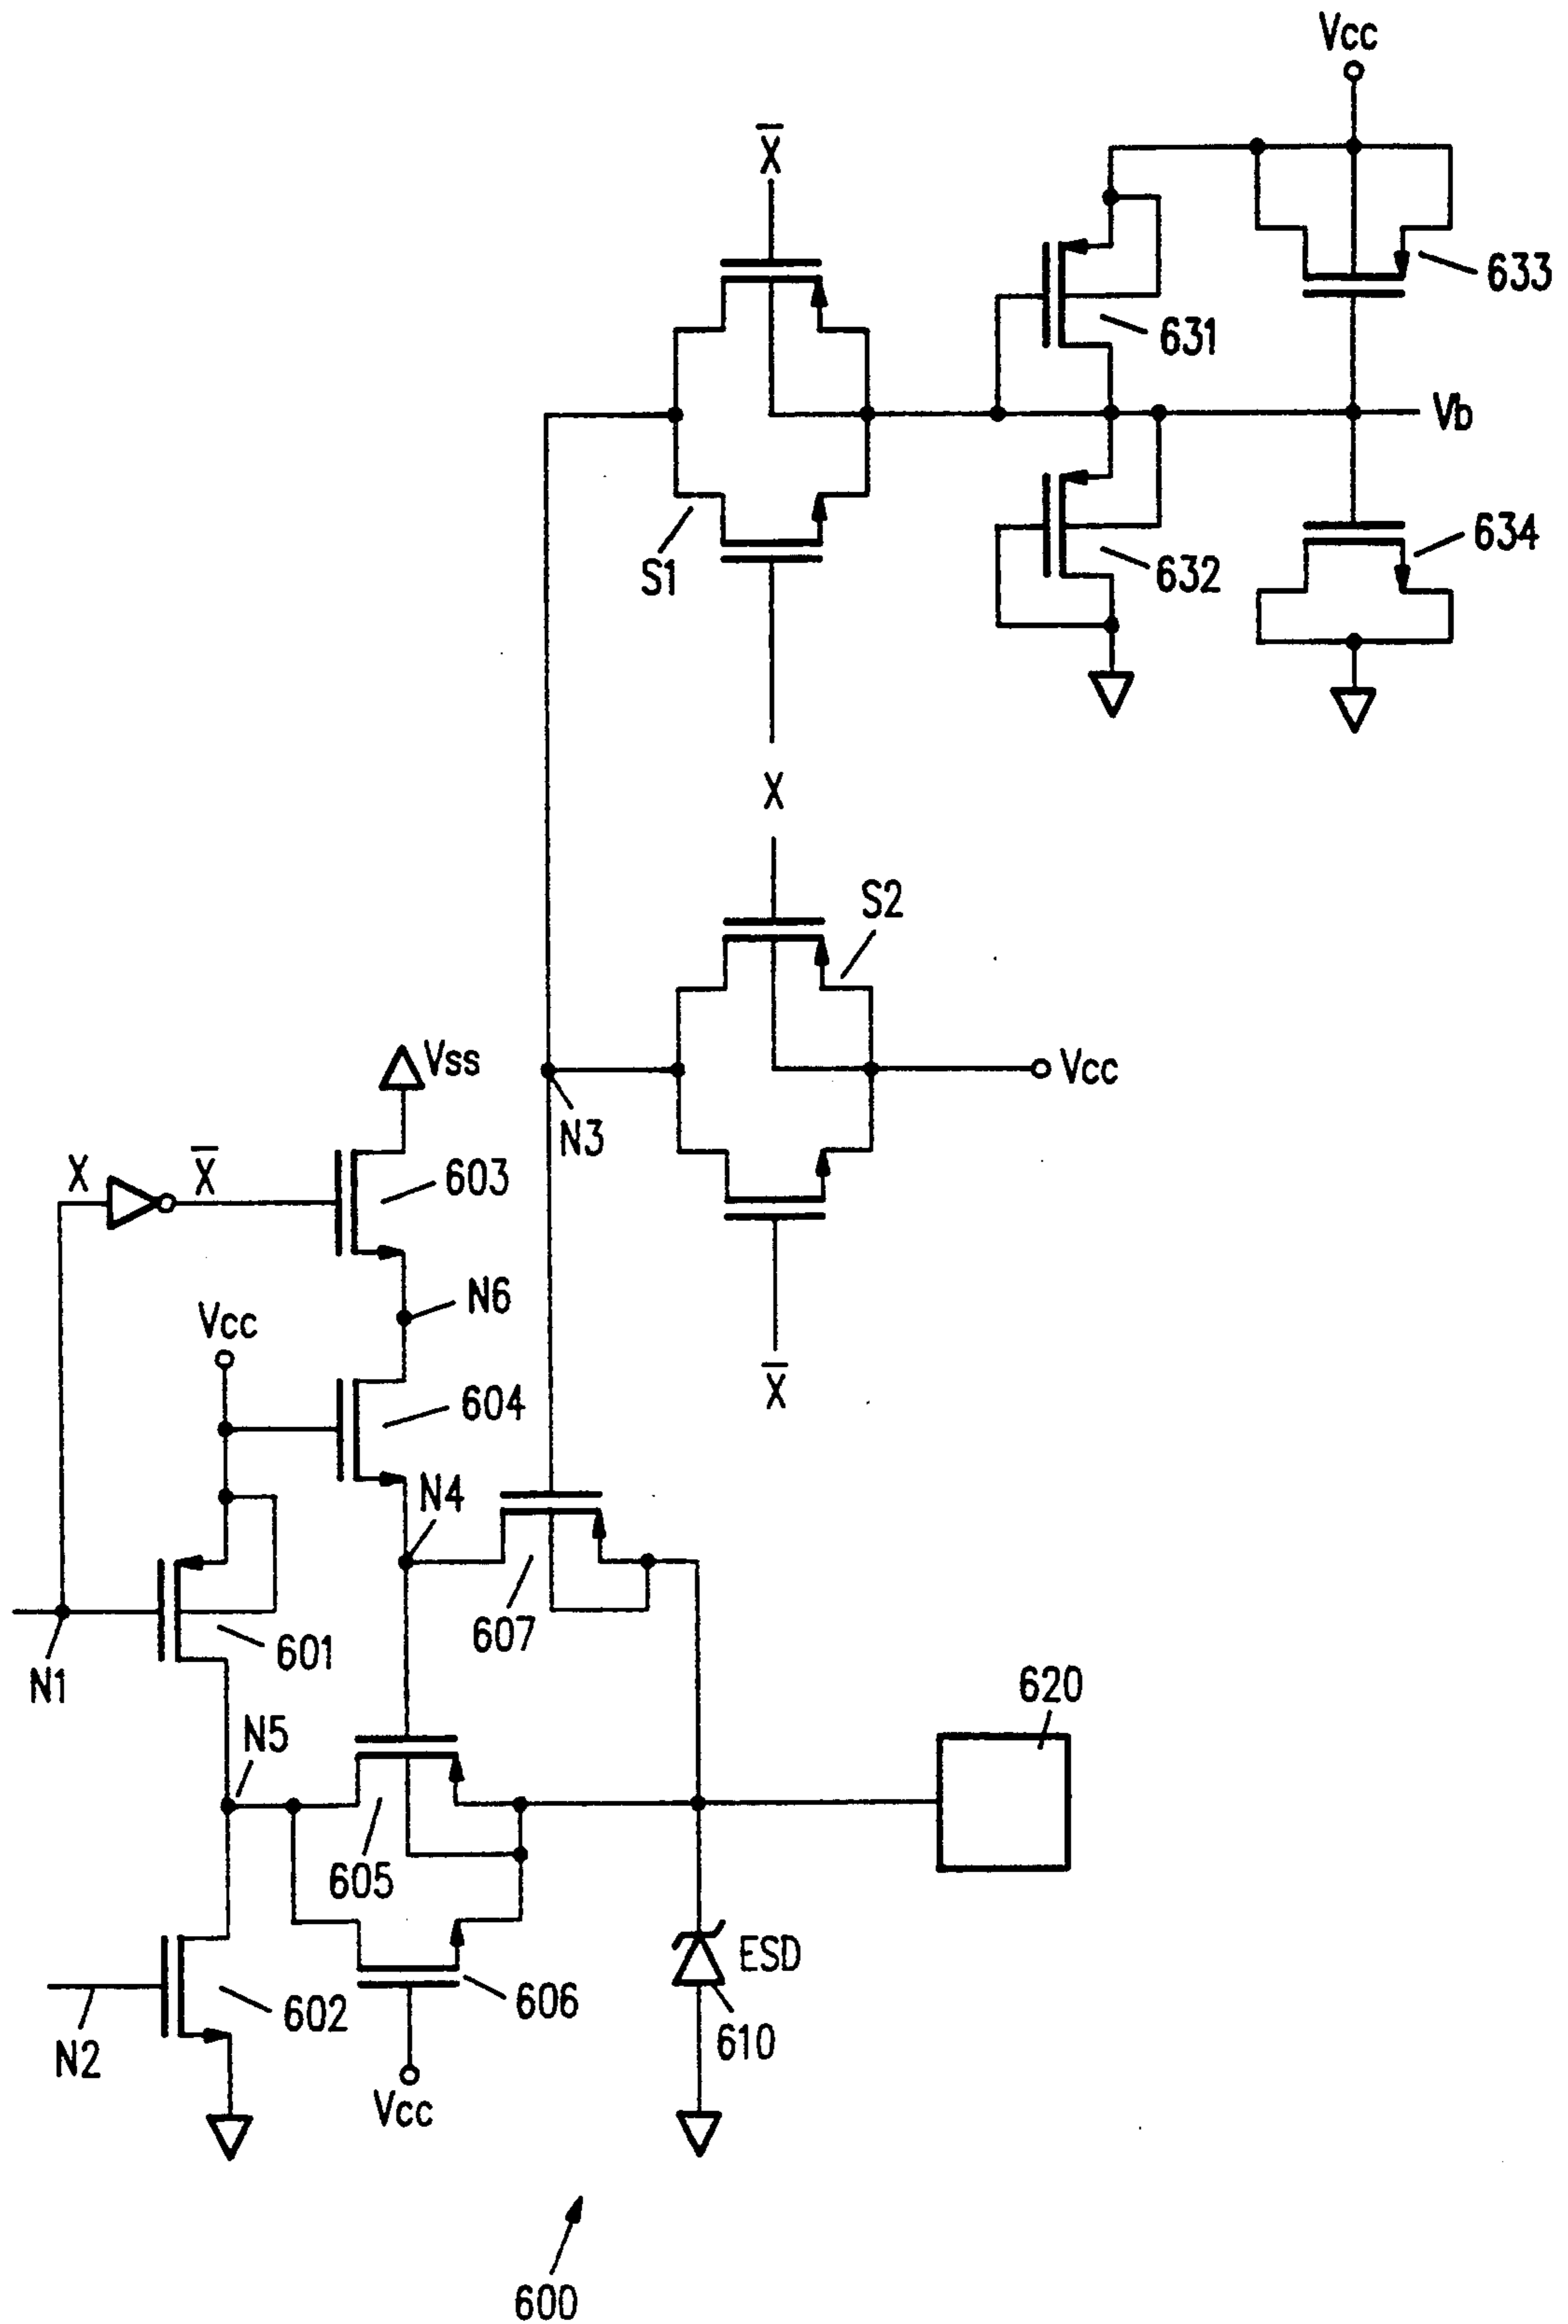 Vcc
X̅
633
631
Vb
634
S1
632
X
S2
Vss
Vcc
N3
X
X̅
603
N6
Vcc
X̅
604
N4
607
601
N1
620
N5
605
ESD
606
602
610
N2
Vcc
600